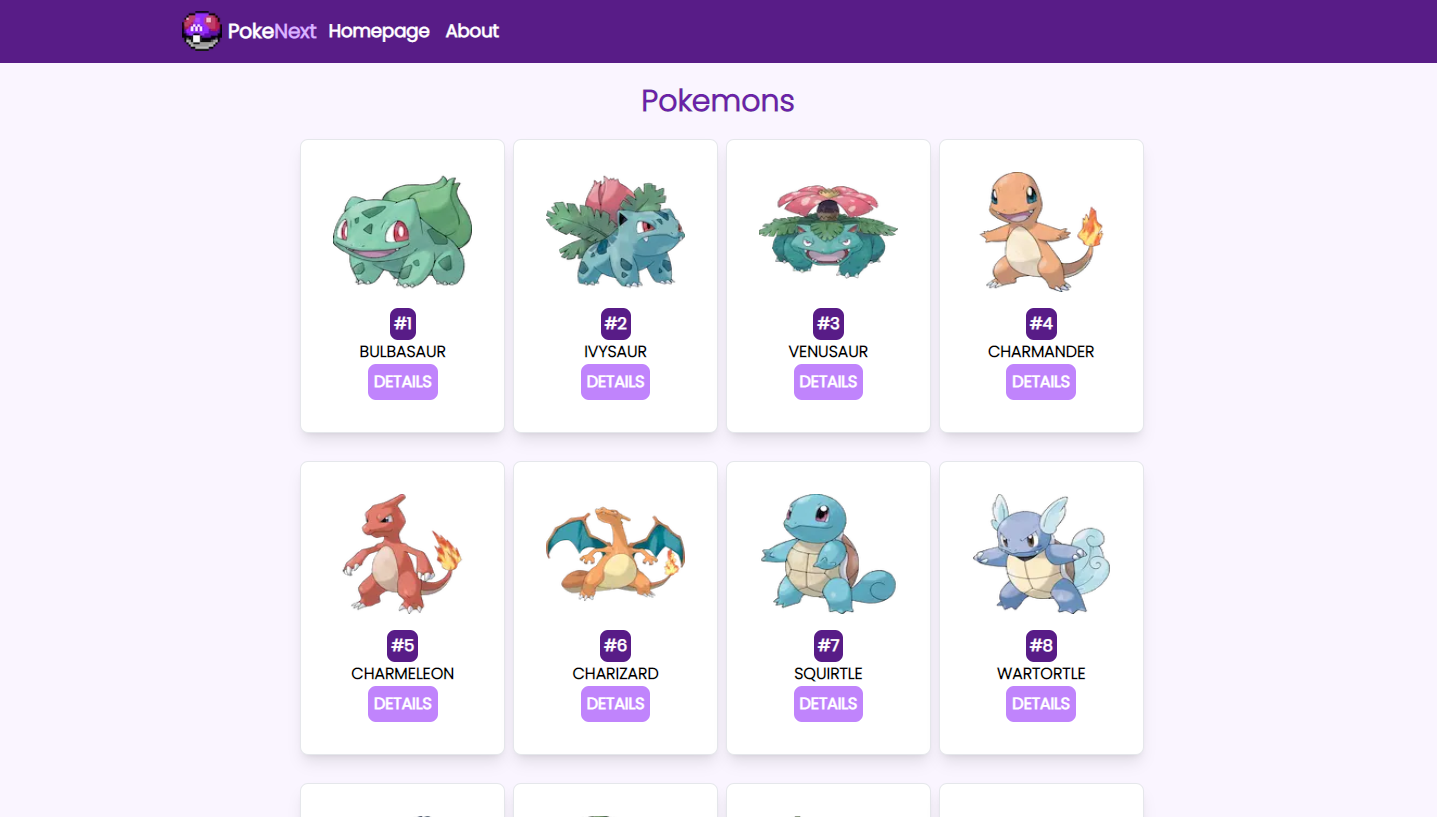 PokeNext Homepage About
Pokemons
#1
BULBASAUR
DETAILS
#2
IVYSAUR
DETAILS
#3
VENUSAUR
DETAILS
#4
CHARMANDER
DETAILS
#5
CHARMELEON
DETAILS
#6
CHARIZARD
DETAILS
#7
SQUIRTLE
DETAILS
#8
WARTORTLE
DETAILS